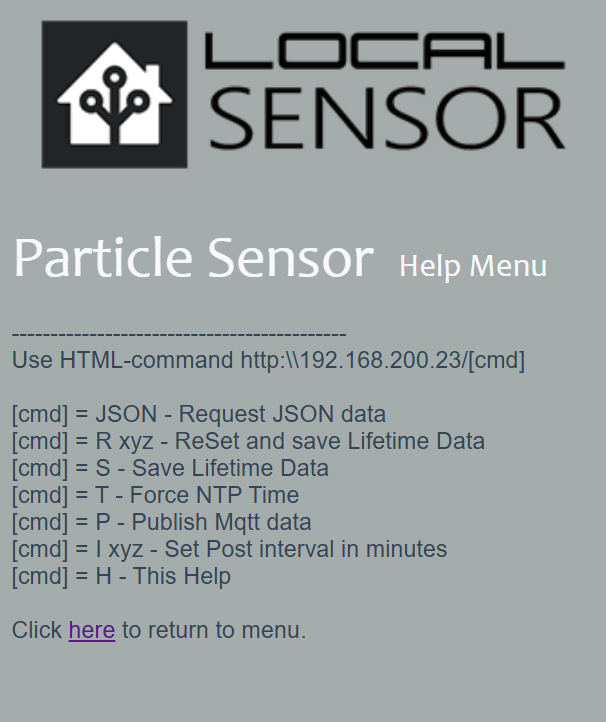 LOCAL
SENSOR
Particle Sensor Help Menu
-------------------------------------------
Use HTML-command http:\\192.168.200.23/[cmd]
[cmd] = JSON - Request JSON data
[cmd] = R xyz - ReSet and save Lifetime Data
[cmd] = S - Save Lifetime Data
[cmd] = T - Force NTP Time
[cmd] = P - Publish Mqtt data
[cmd] = I xyz - Set Post interval in minutes
[cmd] = H - This Help
Click here to return to menu.